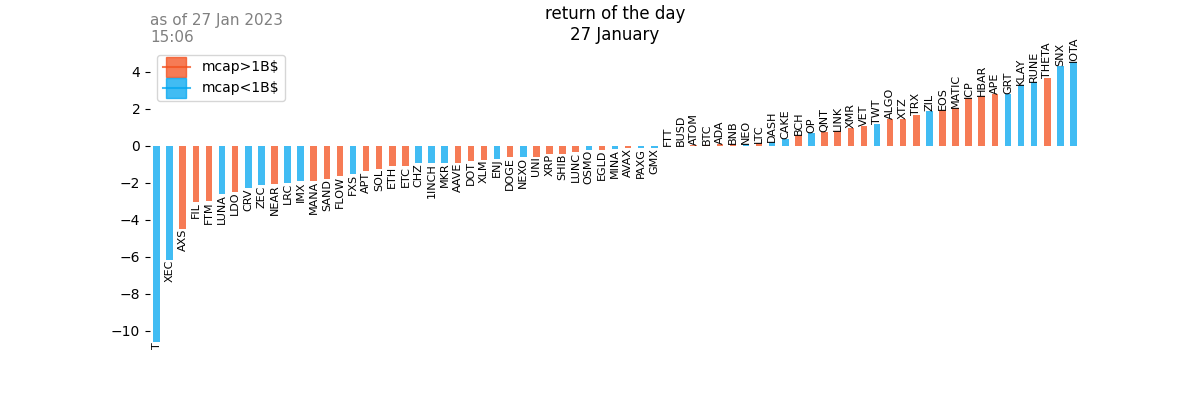 as of 27 Jan 2023
15:06
return of the day
27 January
mcap>1B$
mcap<1B$
4
2
0
−2
−4
−6
−8
−10
T
XEC
AXS
FIL
FTM
LUNA
LDO
CRV
ZEC
NEAR
LRC
IMX
MANA
SAND
FLOW
FXS
APT
SOL
ETH
ETC
CHZ
1INCH
MKR
AAVE
DOT
XLM
ENJ
DOGE
NEXO
UNI
XRP
SHIB
LUNC
OSMO
EGLD
MINA
AVAX
PAXG
GMX
FTT
BUSD
ATOM
BTC
ADA
BNB
NEO
LTC
DASH
CAKE
BCH
OP
QNT
LINK
XMR
VET
TWT
ALGO
XTZ
TRX
ZIL
EOS
MATIC
ICP
HBAR
APE
GRT
KLAY
RUNE
THETA
SNX
IOTA